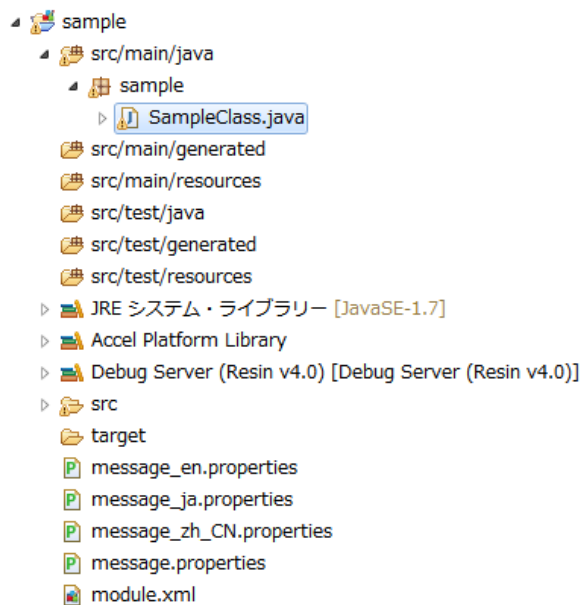 sample
src/main/java
sample
SampleClass.java
src/main/generated
src/main/resources
src/test/java
src/test/generated
src/test/resources
JRE システム・ライブラリー [JavaSE-1.7]
Accel Platform Library
Debug Server (Resin v4.0) [Debug Server (Resin v4.0)]
src
target
message_en.properties
message_ja.properties
message_zh_CN.properties
message.properties
module.xml